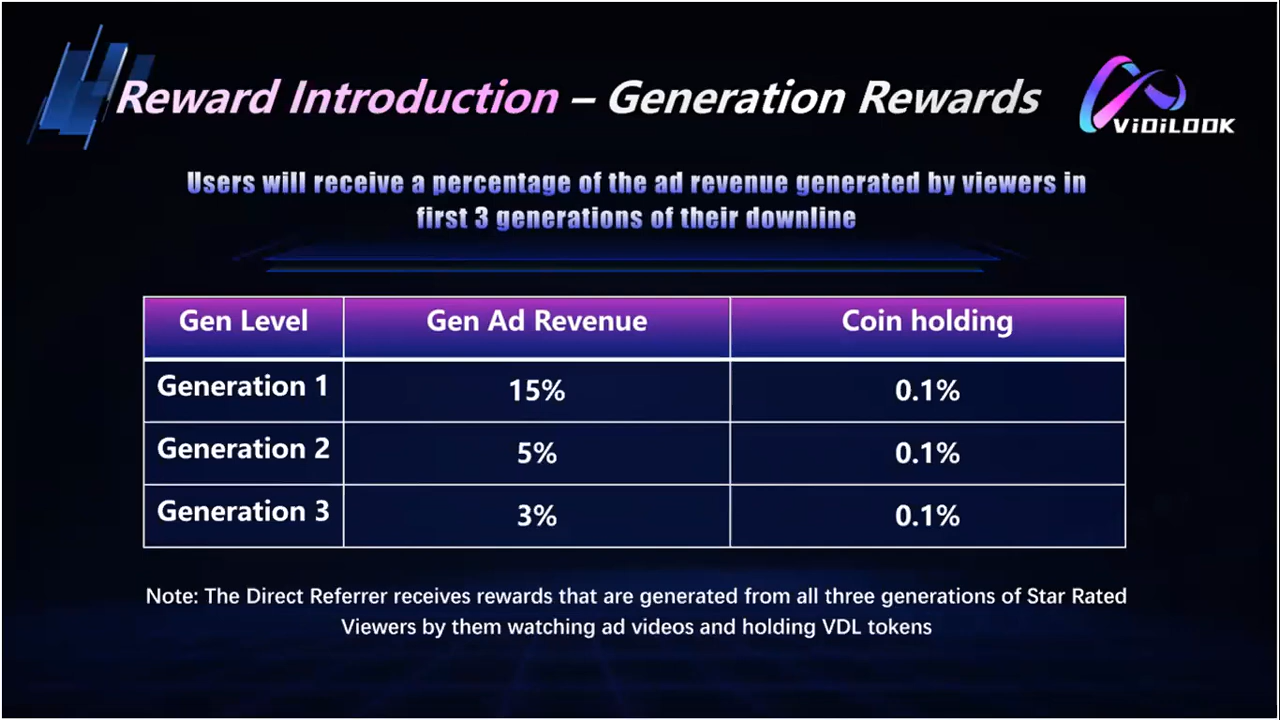 Reward Introduction – Generation Rewards
ViDiLOOK
Users will receive a percentage of the ad revenue generated by viewers in
first 3 generations of their downline
Gen Level Gen Ad Revenue Coin holding
Generation 1 15% 0.1%
Generation 2 5% 0.1%
Generation 3 3% 0.1%
Note: The Direct Referrer receives rewards that are generated from all three generations of Star Rated
Viewers by them watching ad videos and holding VDL tokens